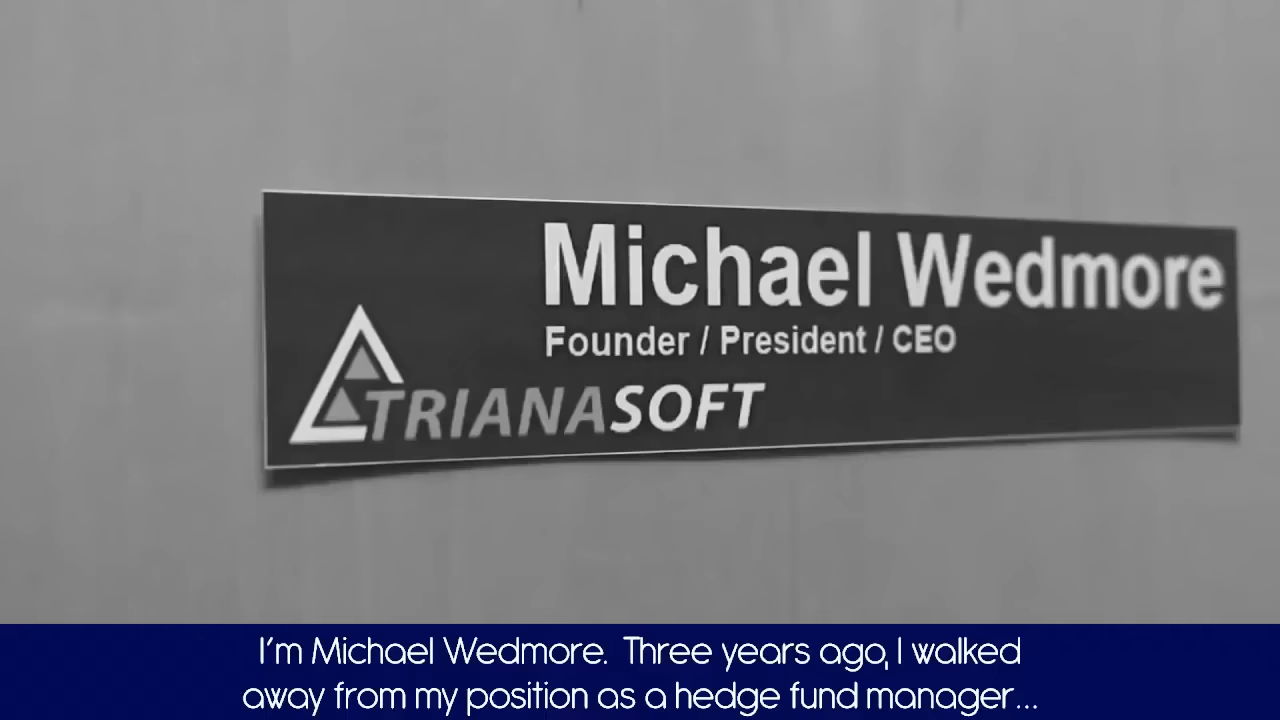 Michael Wedmore
Founder / President / CEO
TRIANASOFT
I'm Michael Wedmore. Three years ago, I walked
away from my position as a hedge fund manager...